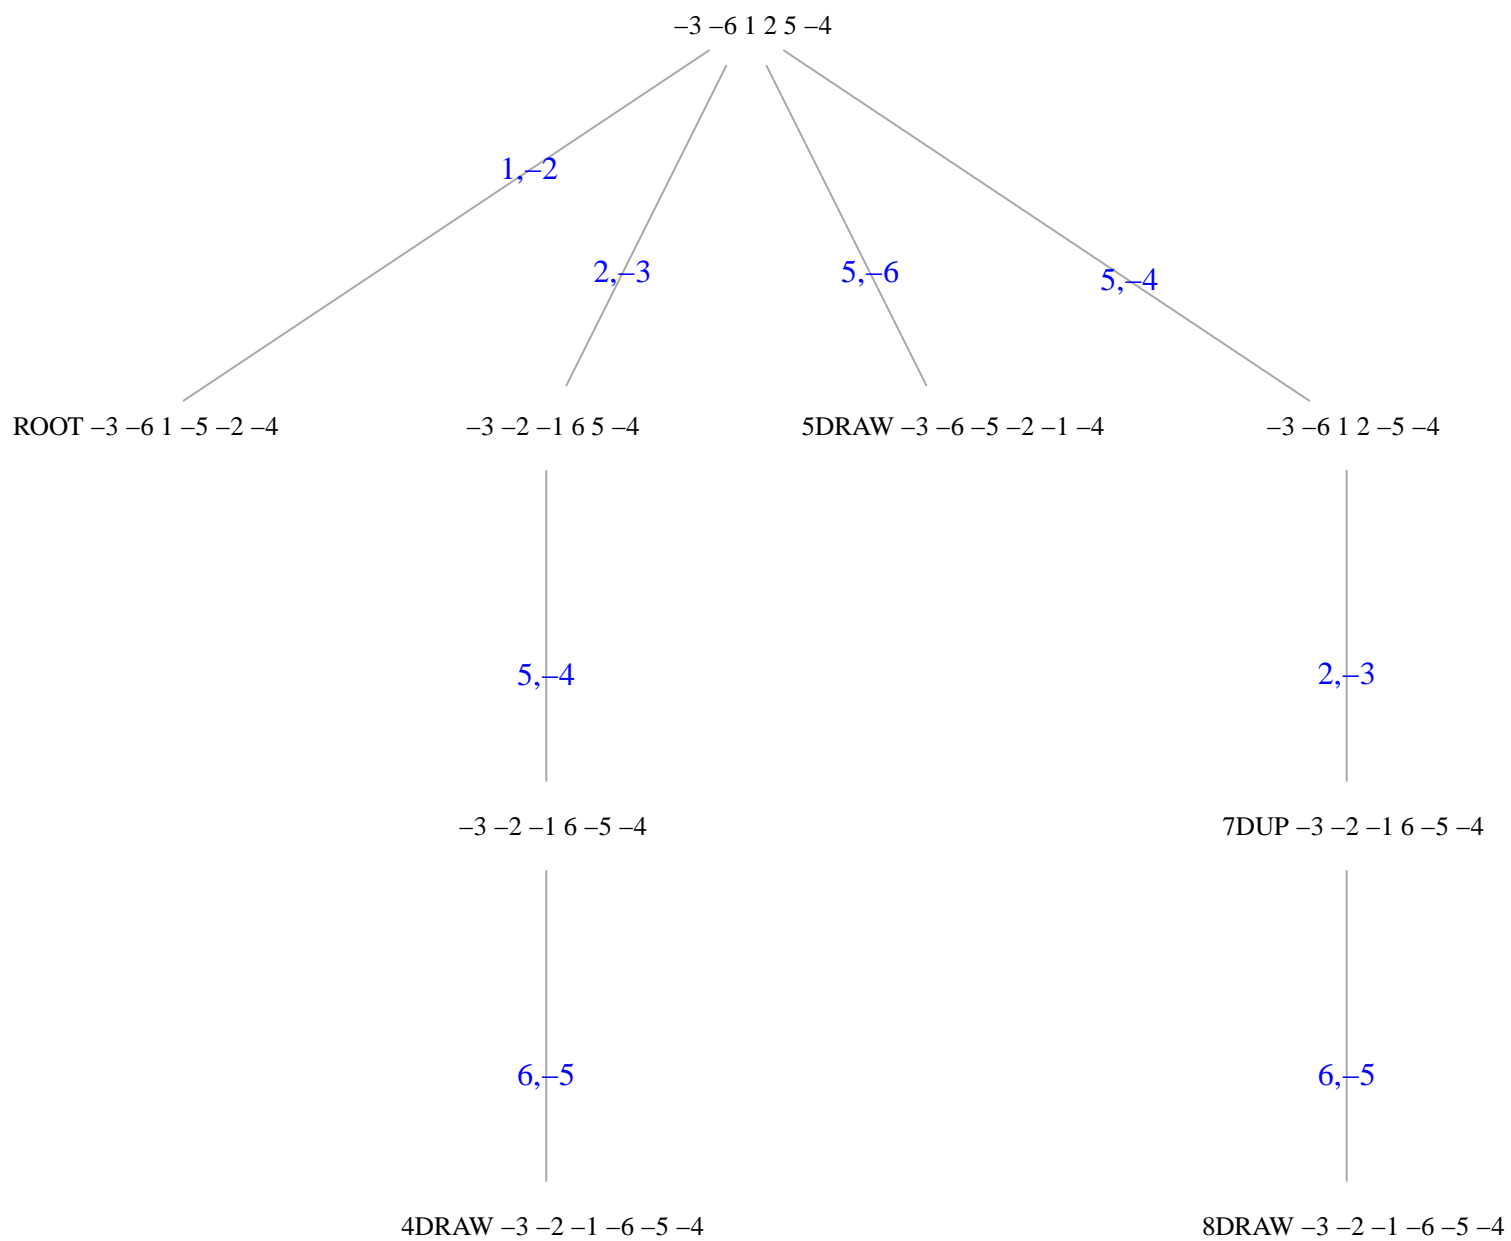 –3 –6 1 2 5 –4
1,–2
2,–3
5,–6
5,–4
ROOT –3 –6 1 –5 –2 –4
–3 –2 –1 6 5 –4
5DRAW –3 –6 –5 –2 –1 –4
–3 –6 1 2 –5 –4
5,–4
2,–3
–3 –2 –1 6 –5 –4
7DUP –3 –2 –1 6 –5 –4
6,–5
6,–5
4DRAW –3 –2 –1 –6 –5 –4
8DRAW –3 –2 –1 –6 –5 –4